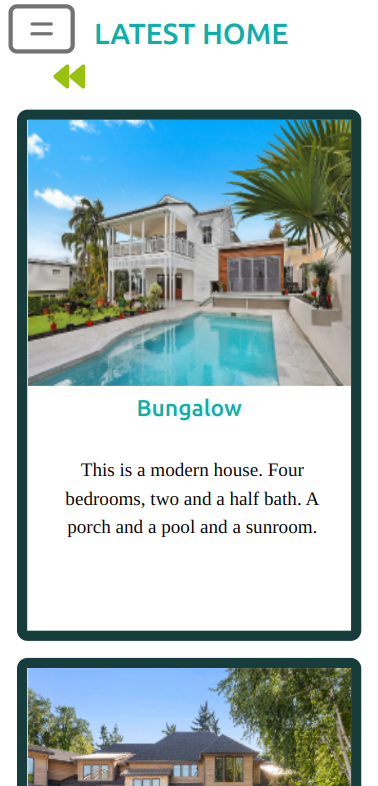 LATEST HOME
Bungalow
This is a modern house. Four
bedrooms, two and a half bath. A
porch and a pool and a sunroom.